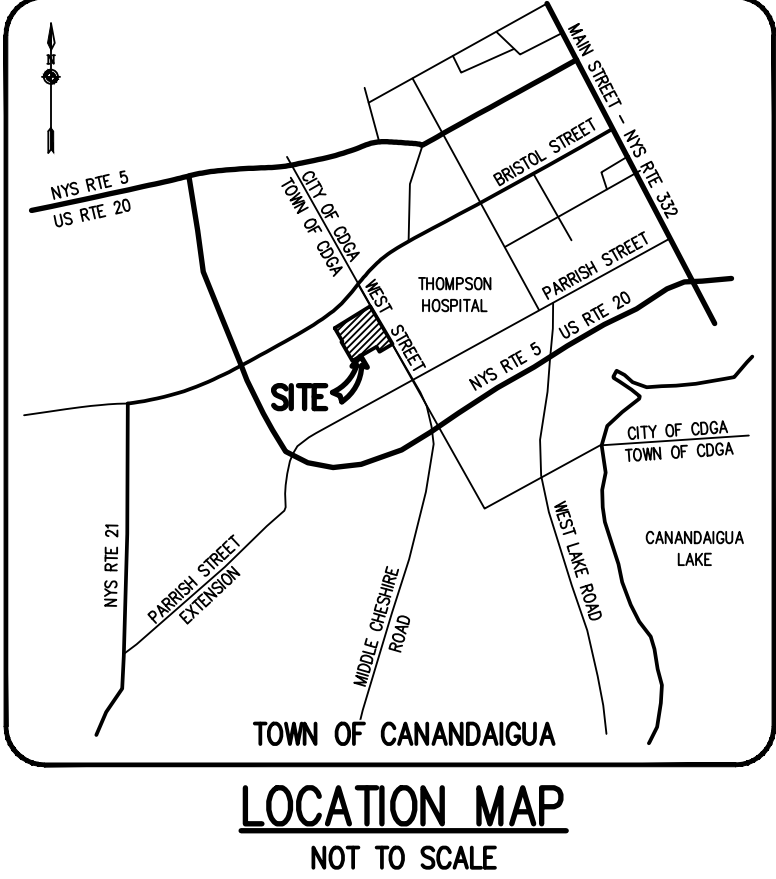 N
MAIN STREET - NYS RTE 332
BRISTOL STREET
NYS RTE 5
US RTE 20
CITY OF CDGA
TOWN OF CDGA
PARRISH STREET
THOMPSON
HOSPITAL
WEST STREET
NYS RTE 5 US RTE 20
SITE
CITY OF CDGA
TOWN OF CDGA
NYS RTE 21
PARRISH STREET
EXTENSION
MIDDLE CHESHIRE
ROAD
WEST LAKE ROAD
CANANDAIGUA
LAKE
TOWN OF CANANDAIGUA
LOCATION MAP
NOT TO SCALE